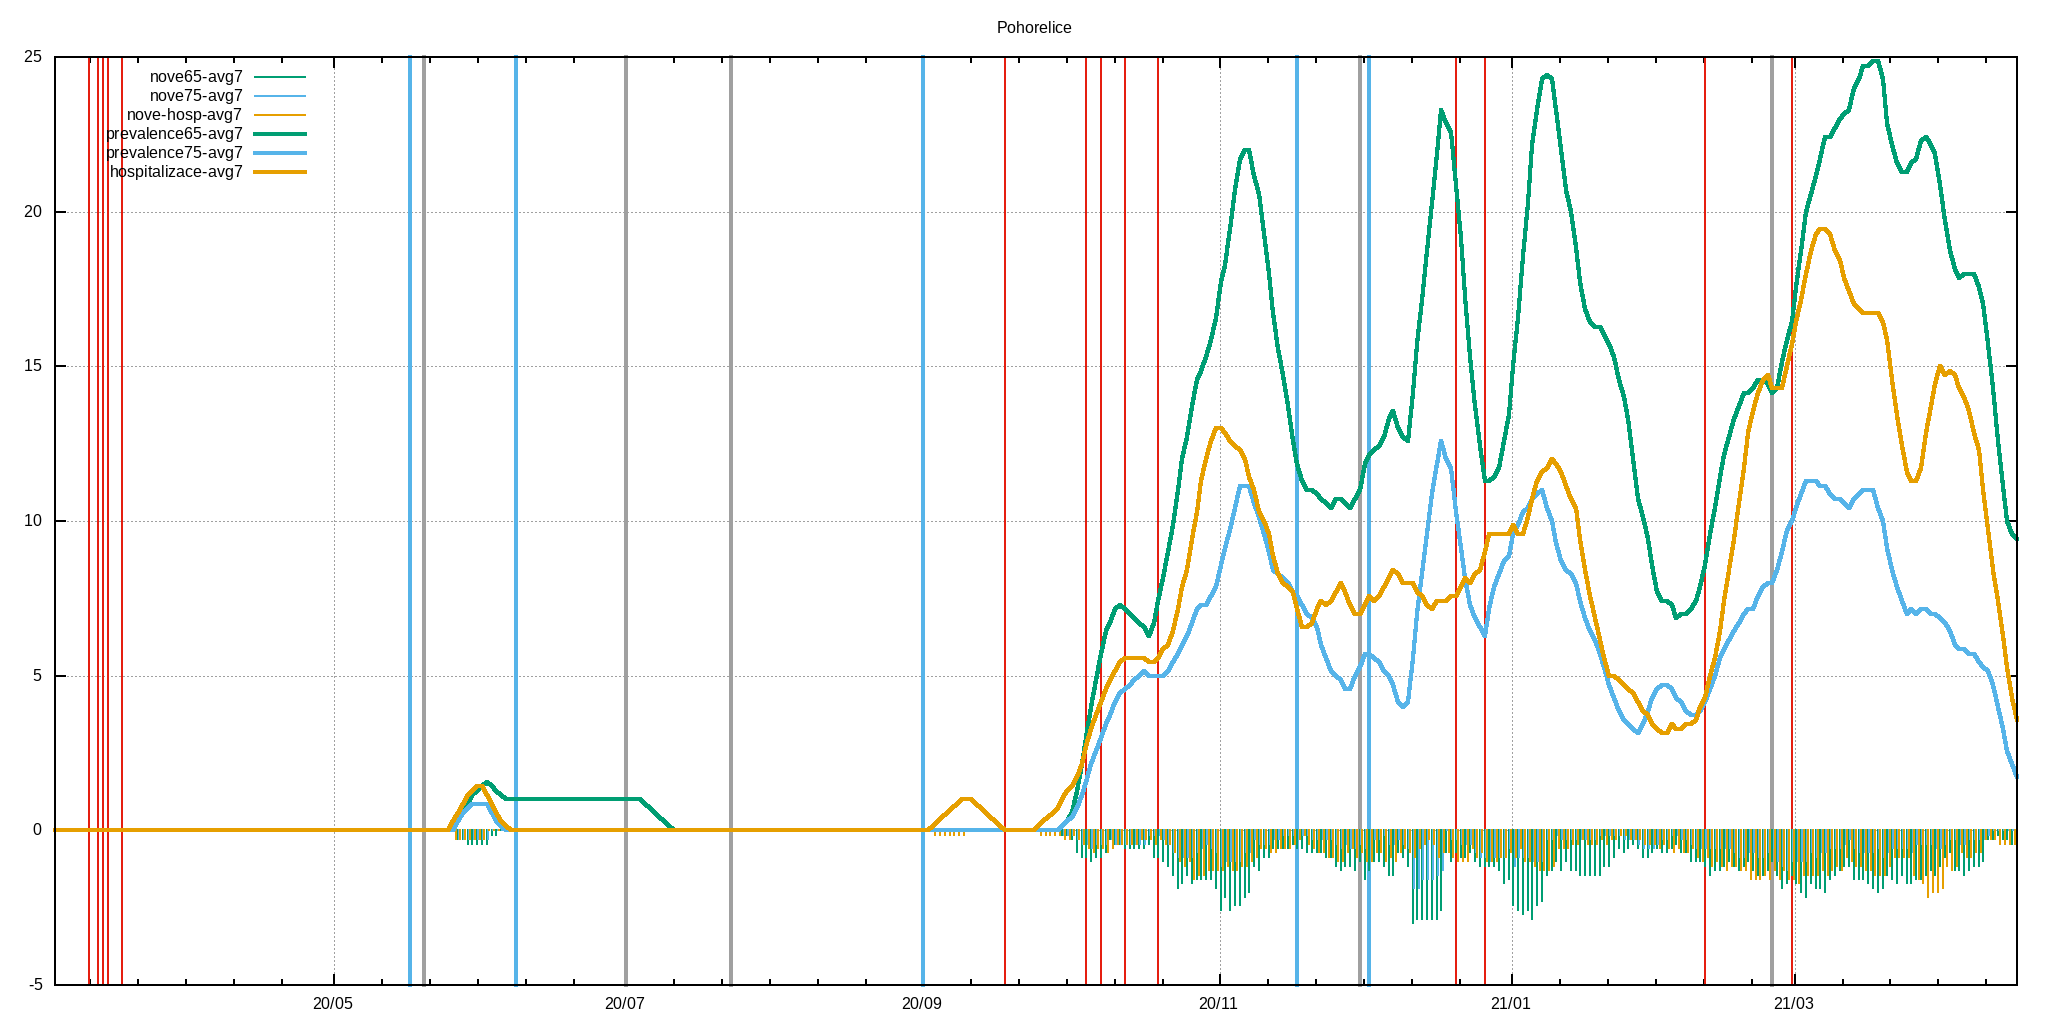 Pohorelice
25
nove65-avg7
nove75-avg7
nove-hosp-avg7
prevalence65-avg7
prevalence75-avg7
hospitalizace-avg7
20
15
10
5
0
-5
20/05 20/07 20/09 20/11 21/01 21/03